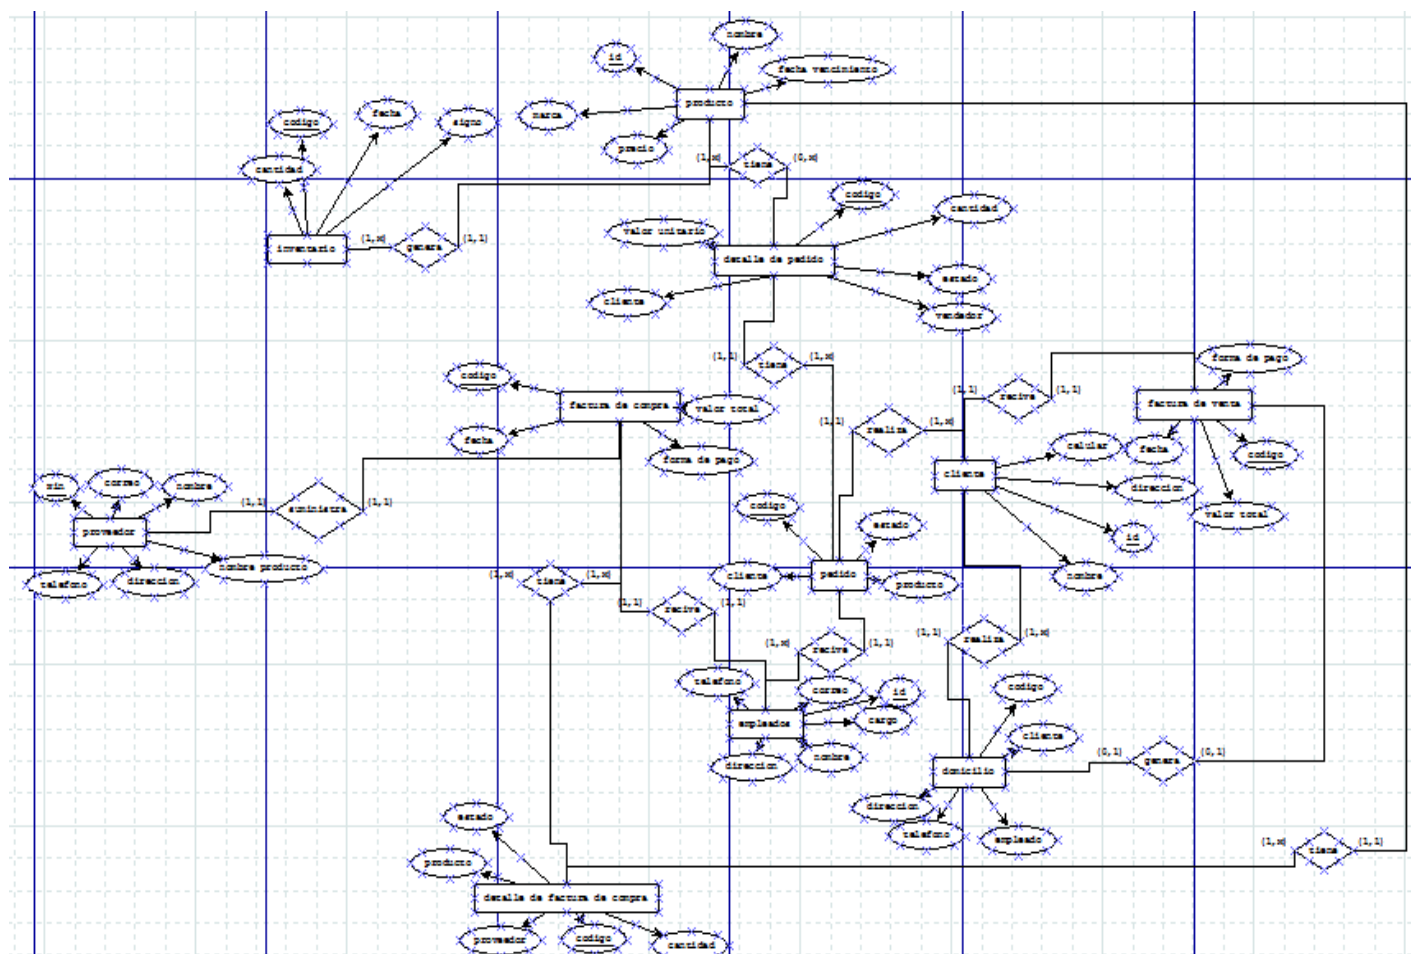 nombre
id
fecha vencimiento
producto
marca
precio
codigo
fecha
signo
cantidad
(1,x)
tiene
(0,x)
inventario
(1,x)
genera
(1,1)
codigo
cantidad
valor unitario
detalle de pedido
estado
cliente
vendedor
(1,1)
tiene
(1,x)
forma de pago
codigo
factura de compra
valor total
fecha
forma de pago
(1,1)
recive
(1,1)
factura de venta
(1,1)
realiza
(1,x)
celular
fecha
codigo
cliente
direccion
valor total
id
nombre
nin
correo
nombre
(1,1)
suministra
(1,1)
proveedor
telefono
direccion
nombre producto
codigo
estado
cliente
pedido
producto
(1,x)
tiene
(1,x)
(1,1)
recive
(1,1)
(1,x)
recive
(1,1)
(1,1)
realiza
(1,x)
telefono
correo
id
empleados
cargo
direccion
nombre
codigo
cliente
(0,1)
genera
(0,1)
domicilio
direccion
telefono
empleado
estado
producto
(1,x)
tiene
(1,1)
detalle de factura de compra
proveedor
codigo
cantidad